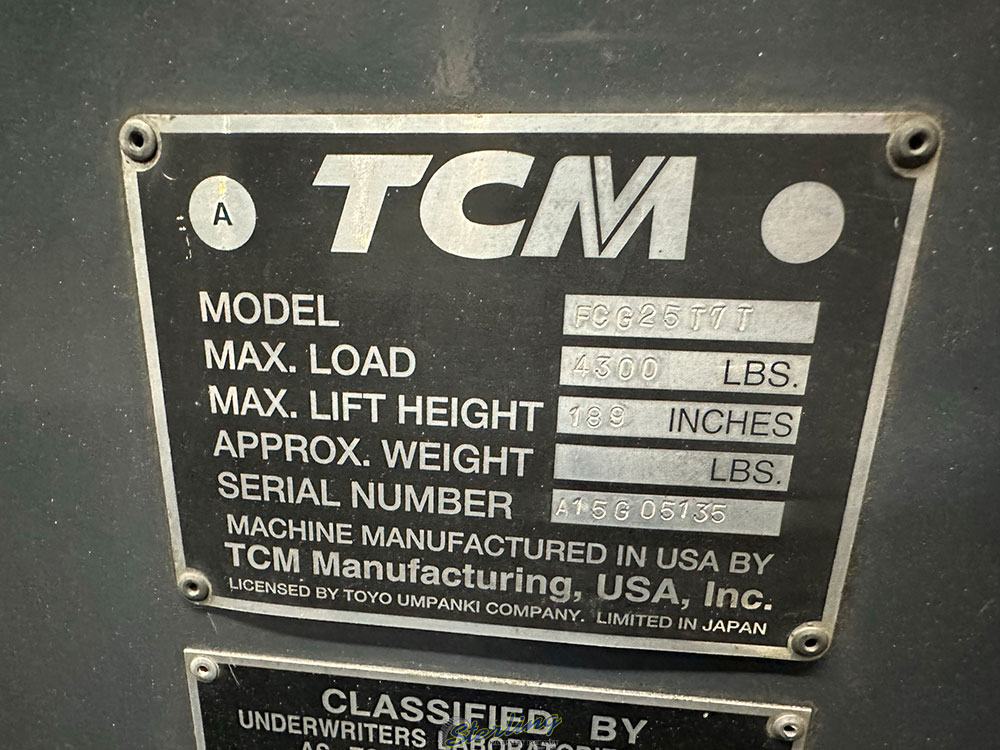 A
TCM
MODEL FCG25T7T
MAX. LOAD 4300 LBS.
MAX. LIFT HEIGHT 189 INCHES
APPROX. WEIGHT LBS.
SERIAL NUMBER A15G05135
MACHINE MANUFACTURED IN USA BY
TCM Manufacturing, USA, Inc.
LICENSED BY TOYO UMPANKI COMPANY. LIMITED IN JAPAN
CLASSIFIED BY
UNDERWRITERS
Sterling
AS